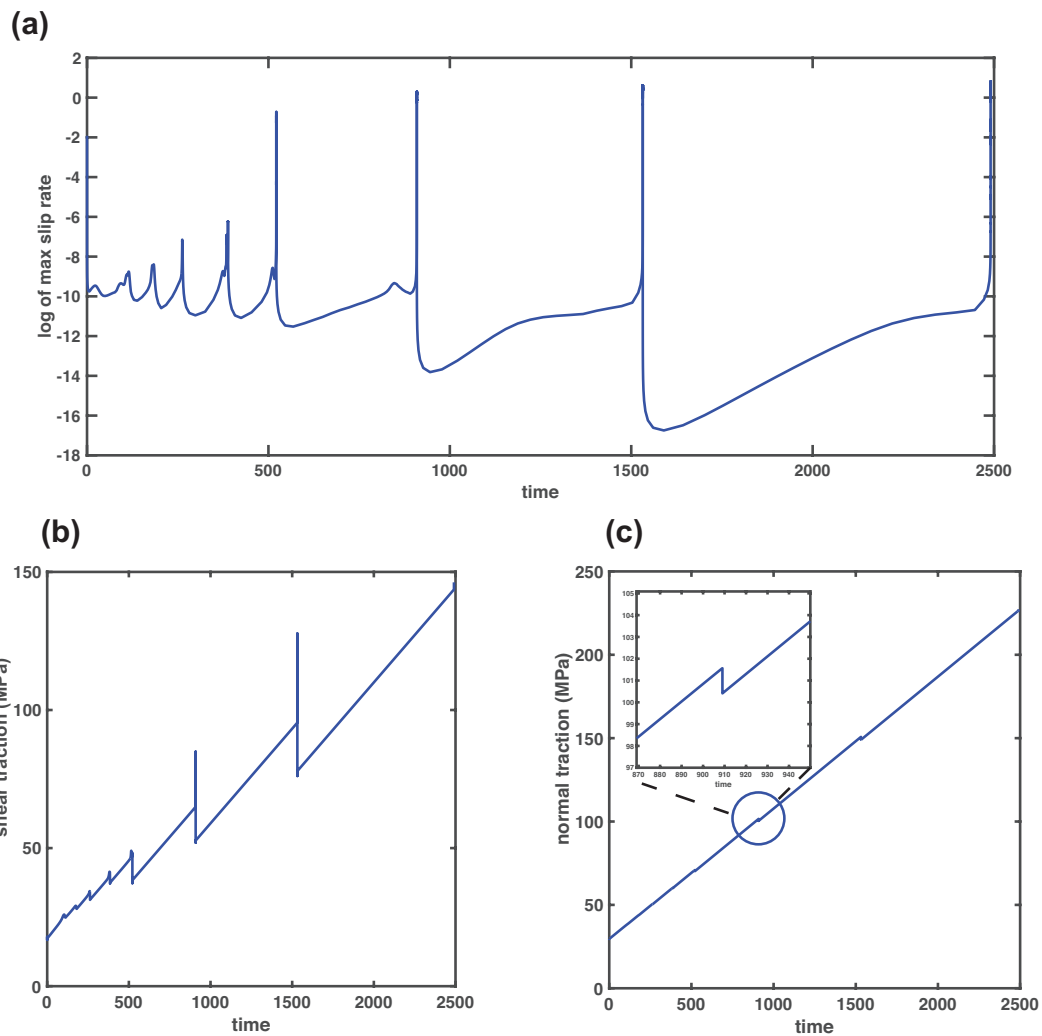 (a)
2
0
-2
-4
-6
-8
-10
-12
-14
-16
-18
log of max slip rate
0 500 1000 1500 2000 2500
time
(b)
150
100
50
0
shear traction (MPa)
0 500 1000 1500 2000 2500
time
(c)
250
200
150
100
50
0
normal traction (MPa)
105
104
103
102
101
100
99
98
97
870 880 890 900 910 920 930 940
time
0 500 1000 1500 2000 2500
time